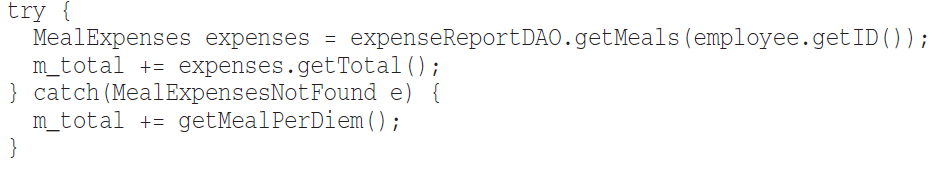 try {
  MealExpenses expenses = expenseReportDAO.getMeals(employee.getID());
  m_total += expenses.getTotal();
} catch(MealExpensesNotFound e) {
  m_total += getMealPerDiem();
}